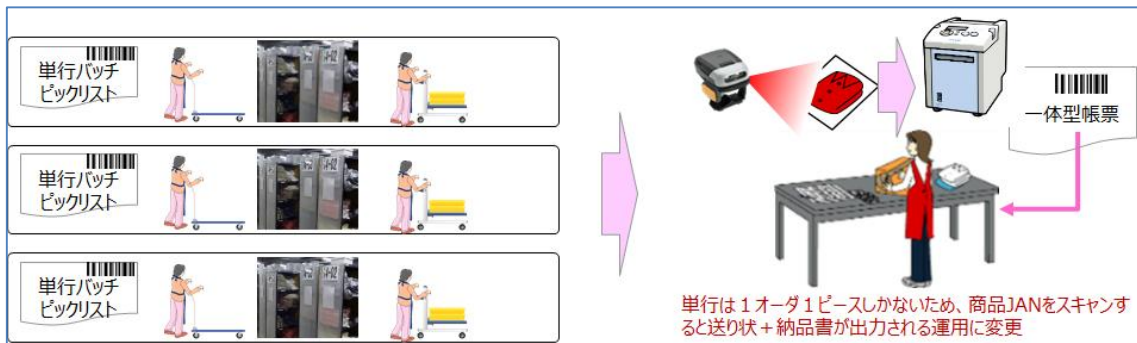 単行バッチ
ピックリスト
単行バッチ
ピックリスト
単行バッチ
ピックリスト
一体型帳票
単行は１オーダ１ピースしかないため、商品JANをスキャンす
ると送り状＋納品書が出力される運用に変更